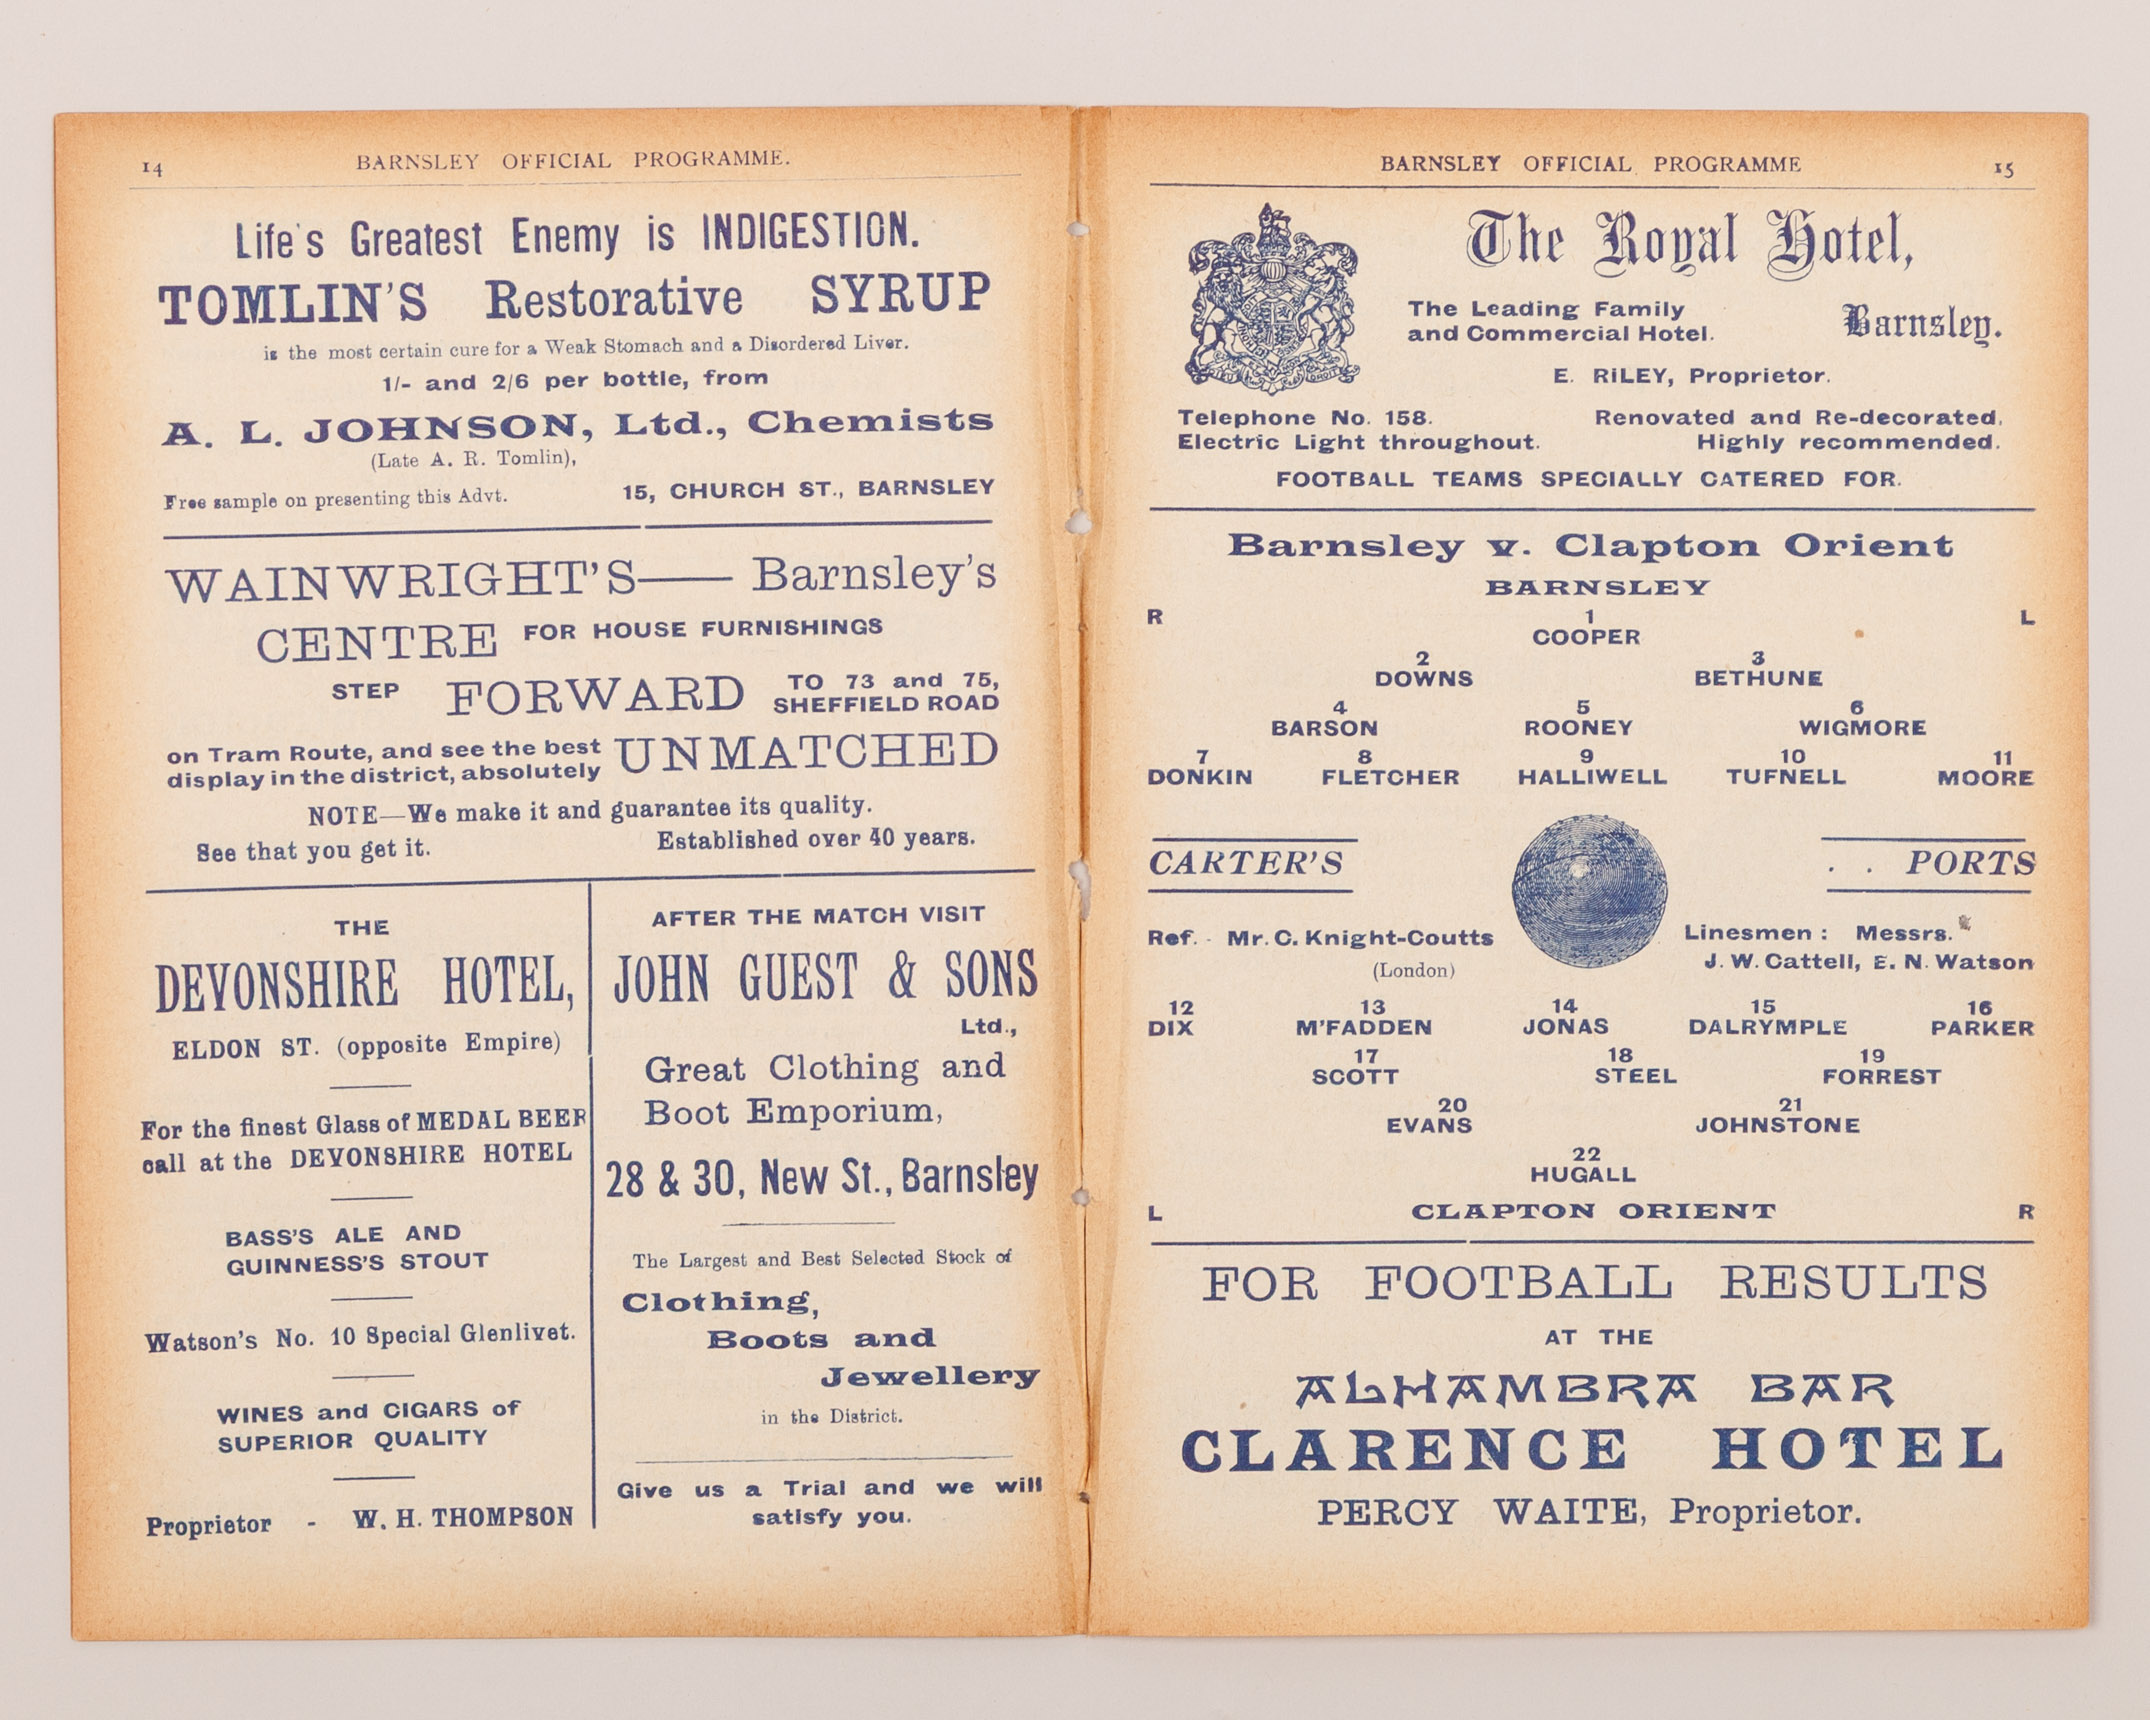 14
BARNSLEY OFFICIAL PROGRAMME.
Life's Greatest Enemy is INDIGESTION.
TOMLIN'S Restorative SYRUP
is the most certain cure for a Weak Stomach and a Disordered Liver.
1/- and 2/6 per bottle, from
A. L. JOHNSON, Ltd., Chemists
(Late A. R. Tomlin),
Free sample on presenting this Advt. 15, CHURCH ST., BARNSLEY
WAINWRIGHT'S— Barnsley's
CENTRE FOR HOUSE FURNISHINGS
STEP FORWARD TO 73 and 75,
SHEFFIELD ROAD
on Tram Route, and see the best
display in the district, absolutely UNMATCHED
NOTE—We make it and guarantee its quality.
See that you get it. Established over 40 years.
THE
DEVONSHIRE HOTEL,
ELDON ST. (opposite Empire)
For the finest Glass of MEDAL BEER
call at the DEVONSHIRE HOTEL
BASS'S ALE AND
GUINNESS'S STOUT
Watson's No. 10 Special Glenlivet.
WINES and CIGARS of
SUPERIOR QUALITY
Proprietor - W. H. THOMPSON
AFTER THE MATCH VISIT
JOHN GUEST & SONS
Ltd.,
Great Clothing and
Boot Emporium,
28 & 30, New St., Barnsley
The Largest and Best Selected Stock of
Clothing,
Boots and
Jewellery
in the District.
Give us a Trial and we will
satisfy you.
BARNSLEY OFFICIAL PROGRAMME
15
The Royal Hotel,
The Leading Family
and Commercial Hotel.
Barnsley.
E. RiLEY, Proprietor.
Telephone No. 158. Renovated and Re-decorated.
Electric Light throughout. Highly recommended.
FOOTBALL TEAMS SPECIALLY CATERED FOR.
Barnsley v. Clapton Orient
BARNSLEY
R 1 L
COOPER
2 3
DOWNS BETHUNE
4 5 6
BARSON ROONEY WIGMORE
7 8 9 10 11
DONKIN FLETCHER HALLIWELL TUFNELL MOORE
CARTER'S . . PORTS
Ref. - Mr. C. Knight-Coutts
(London)
Linesmen : Messrs.
J. W. Cattell, E. N. Watson
12 13 14 15 16
DIX M'FADDEN JONAS DALRYMPLE PARKER
17 18 19
SCOTT STEEL FORREST
20 21
EVANS JOHNSTONE
22
HUGALL
L CLAPTON ORIENT R
FOR FOOTBALL RESULTS
AT THE
ALHAMBRA BAR
CLARENCE HOTEL
PERCY WAITE, Proprietor.